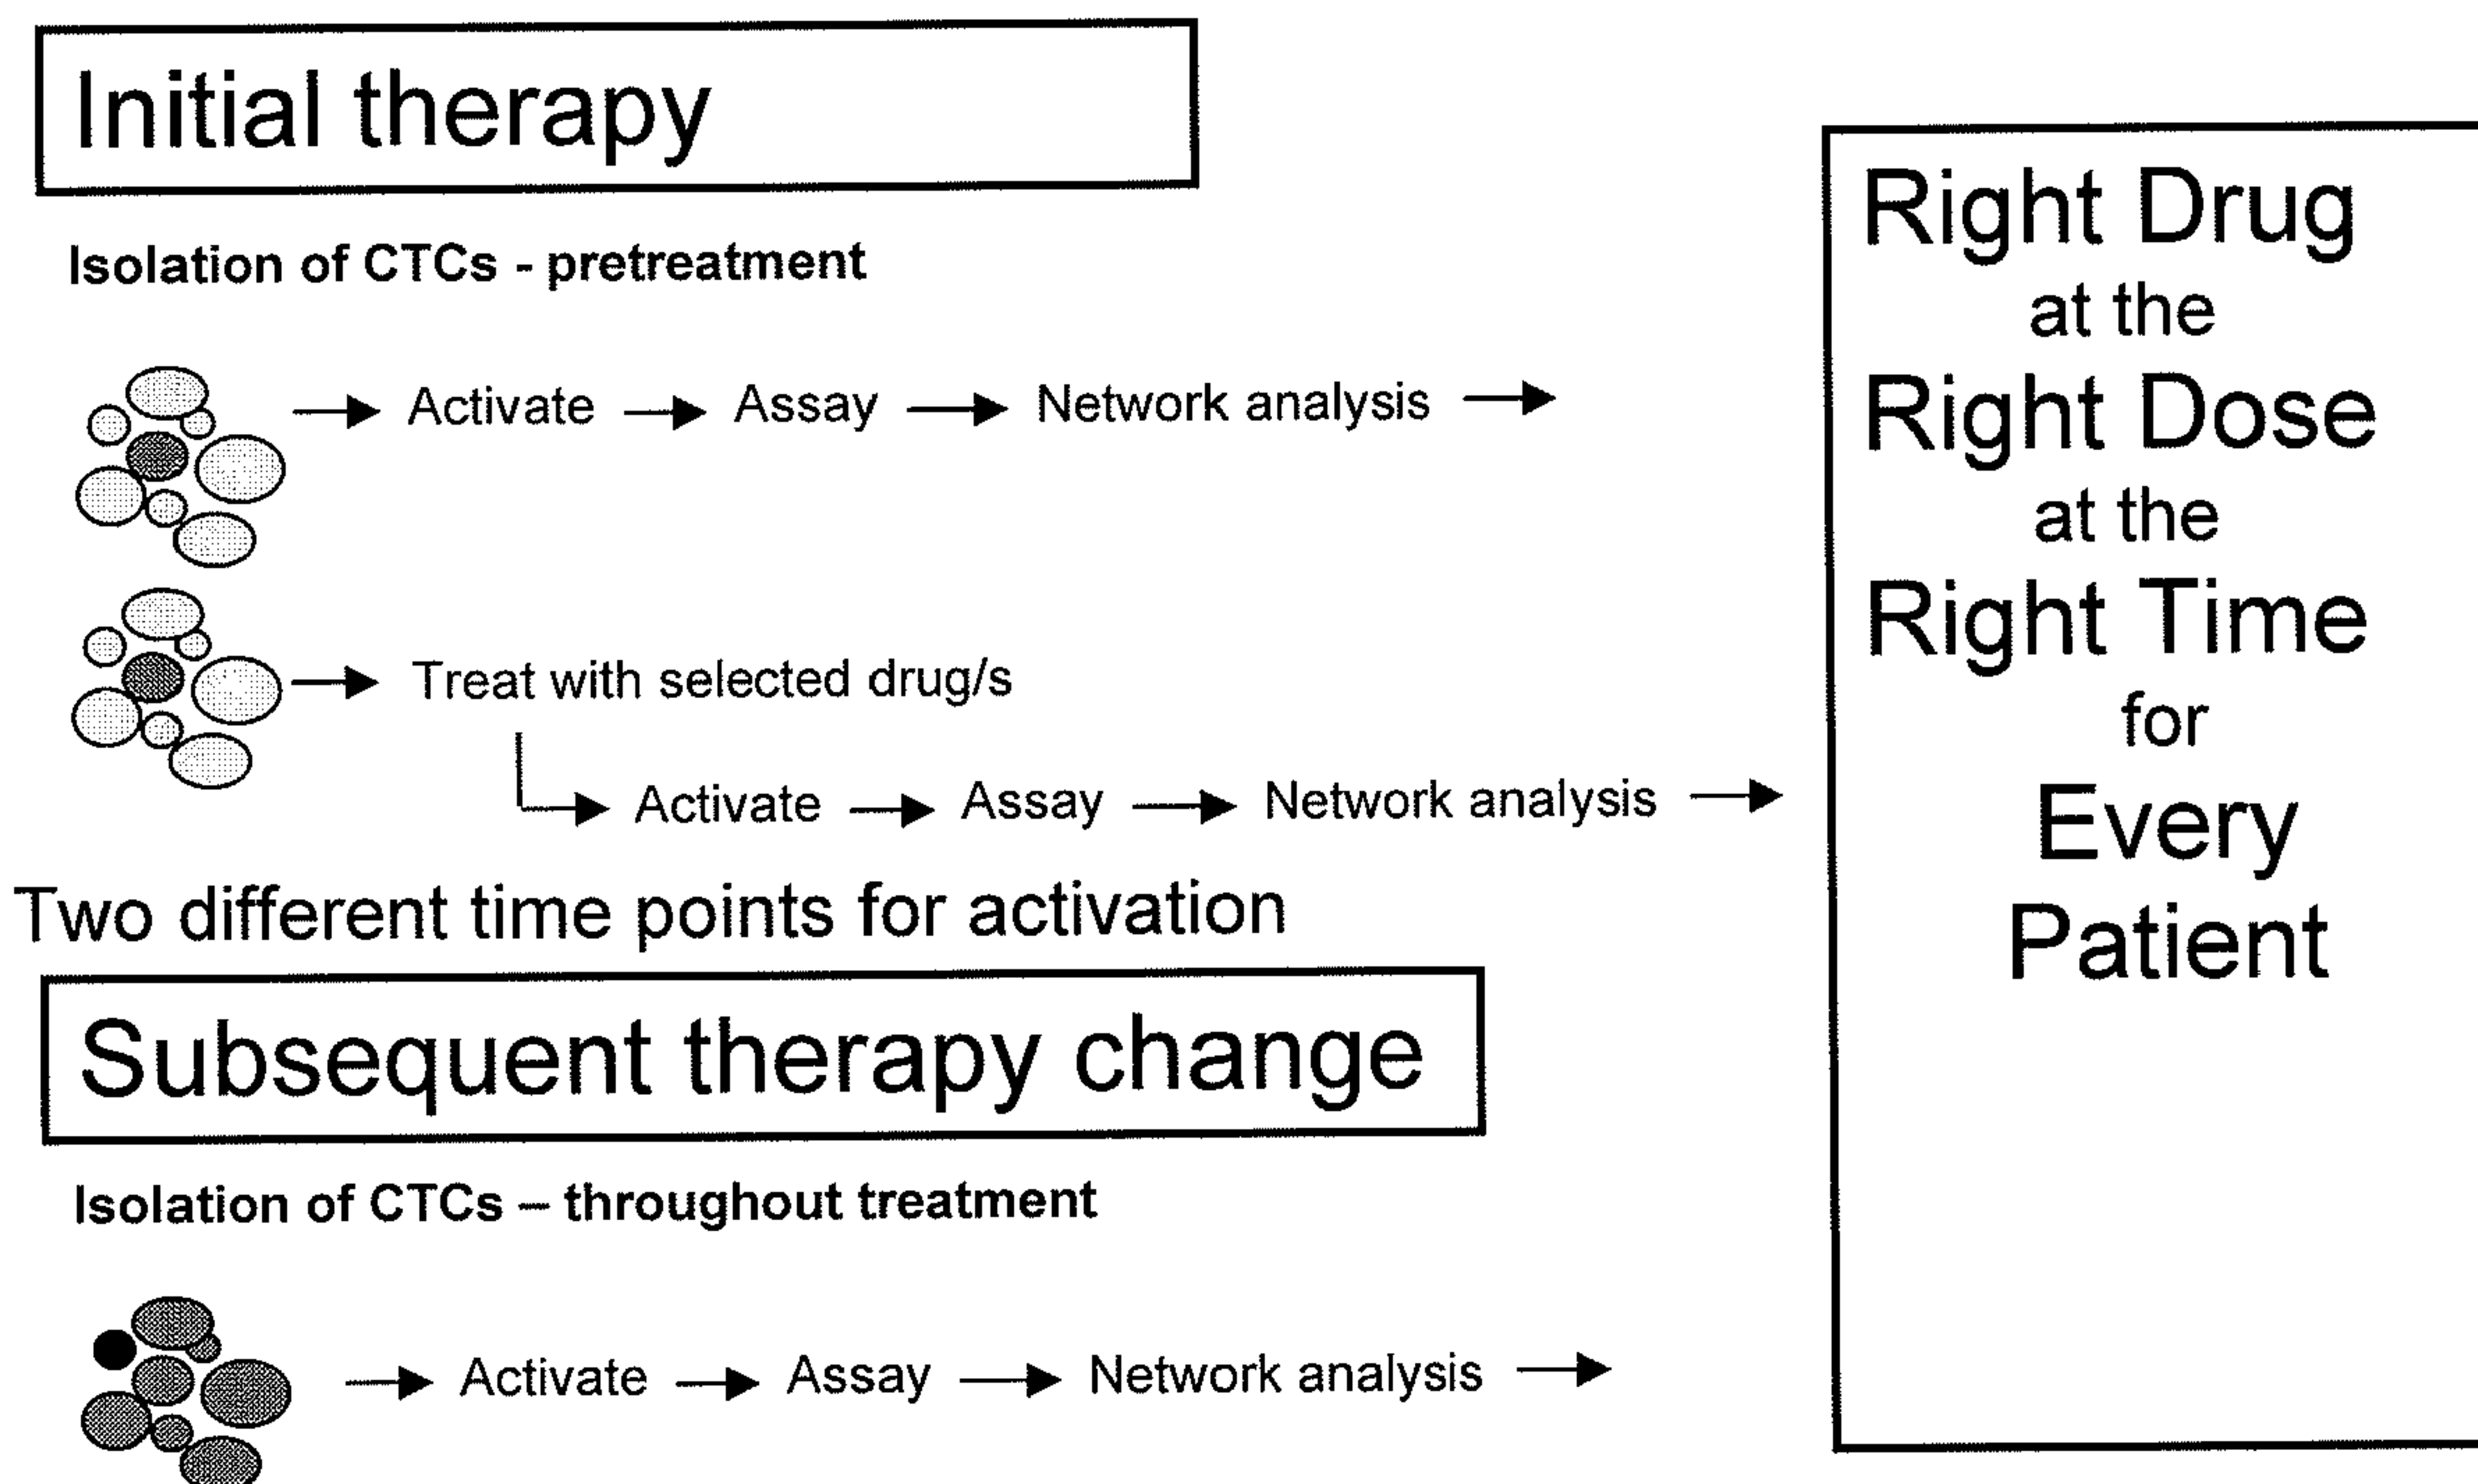 Initial therapy
Isolation of CTCs - pretreatment
Activate Assay Network analysis
Treat with selected drug/s
Activate Assay Network analysis
Two different time points for activation
Subsequent therapy change
Isolation of CTCs – throughout treatment
Activate Assay Network analysis
Right Drug
at the
Right Dose
at the
Right Time
for
Every
Patient